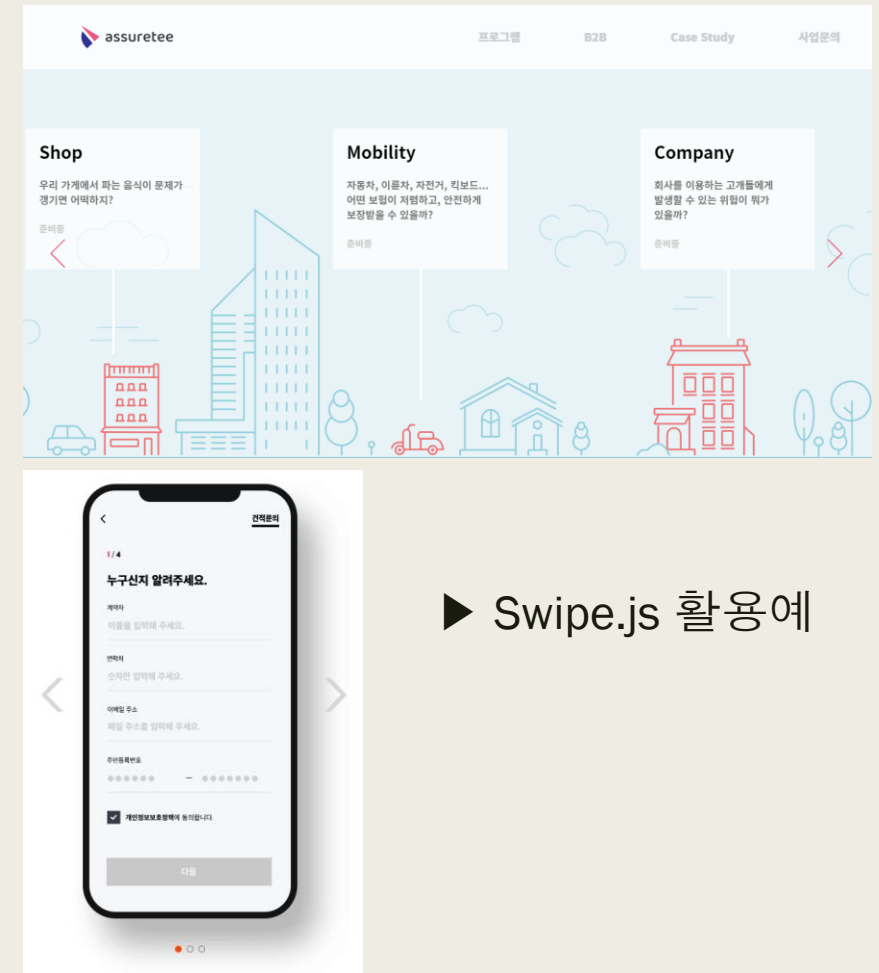 assuretee
프로그램 B2B Case Study 사업문의
Shop
우리 가게에서 파는 음식이 문제가
갱기면 어떡하지?
준비중
Mobility
자동차, 이륜차, 자전거, 킥보드...
어떤 보험이 저렴하고, 안전하게
보장받을 수 있을까?
준비중
Company
회사를 이용하는 고개들에게
발생할 수 있는 위험이 뭐가
있을까?
준비중
견적문의
1/4
누구신지 알려주세요.
계약자
이름을 입력해 주세요.
연락처
숫자만 입력해 주세요.
이메일 주소
메일 주소를 입력해 주세요.
주민등록번호
개인정보보호정책에 동의합니다.
다음
▶ Swipe.js 활용예